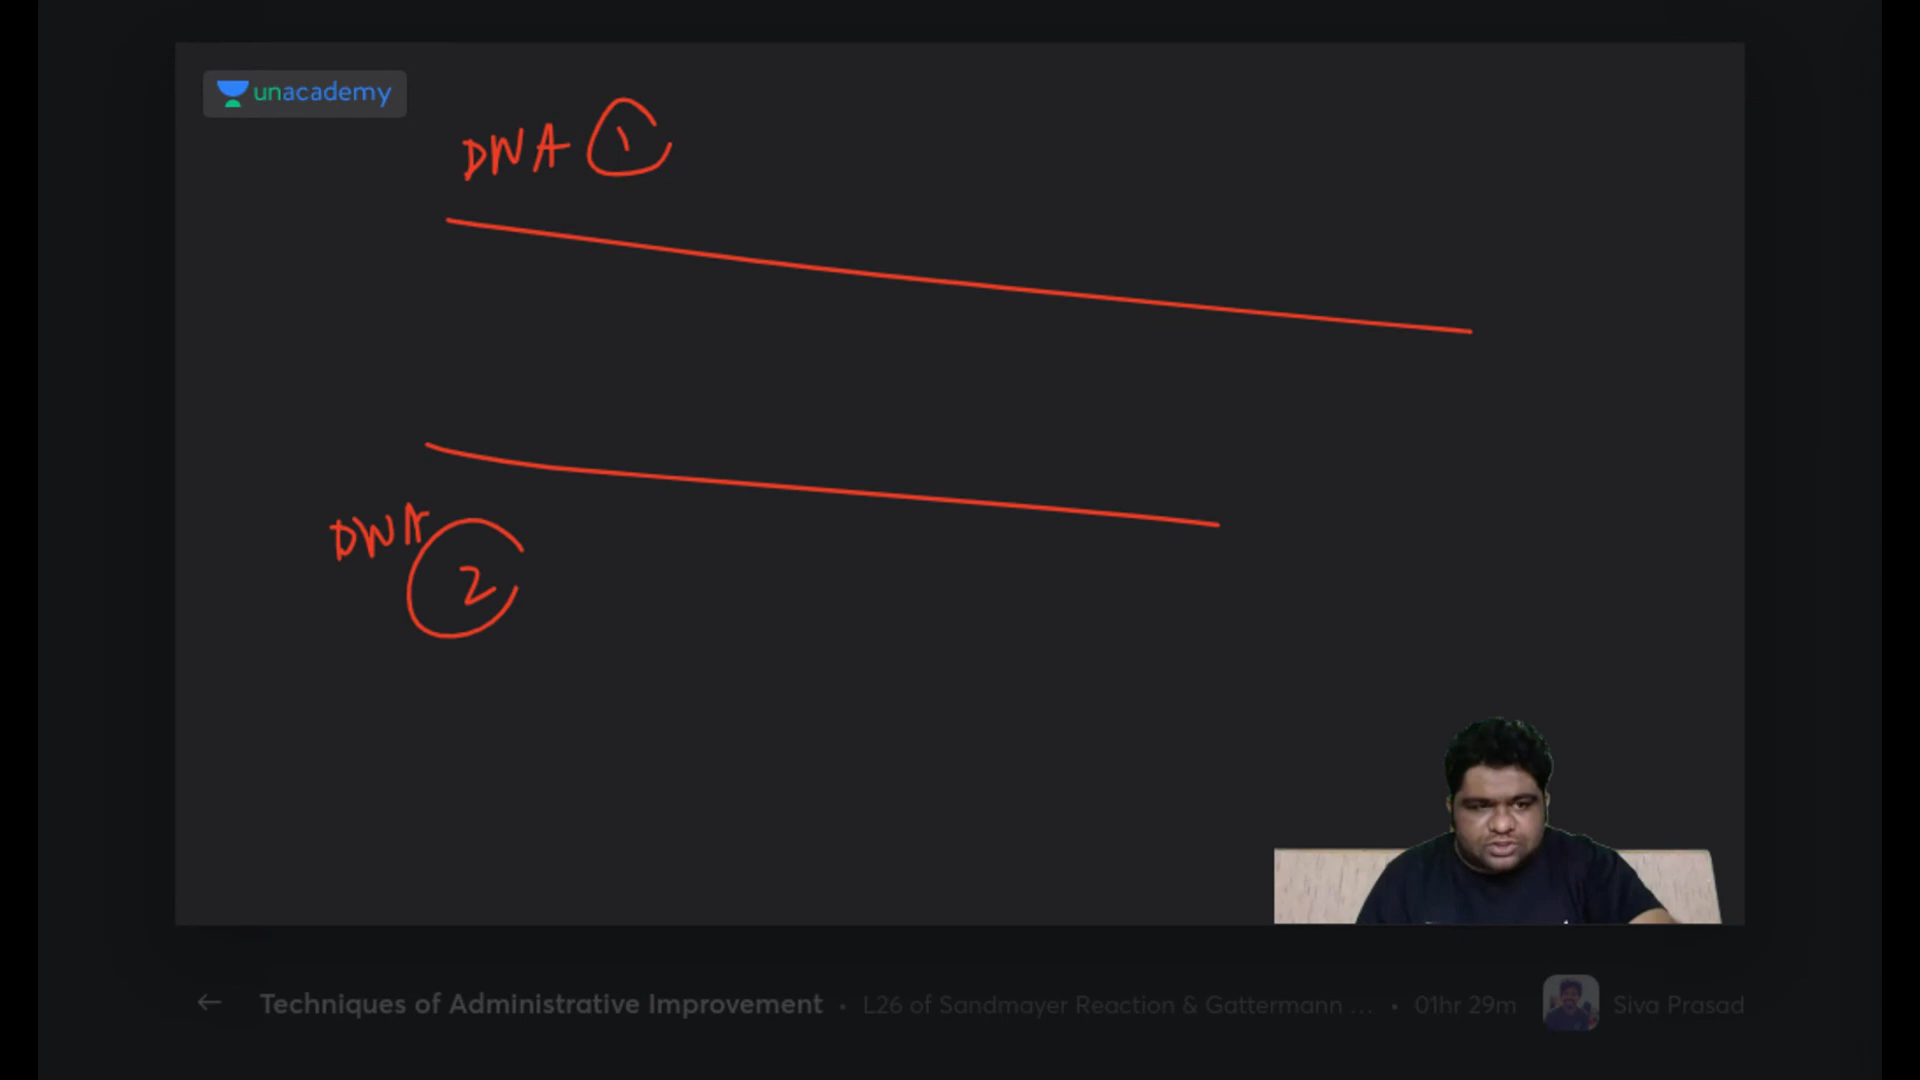 unacademy
DNA 1
DNA
2
Techniques of Administrative Improvement • L26 of Sandmayer Reaction & Gattermann ... • 01hr 29m Siva Prasad